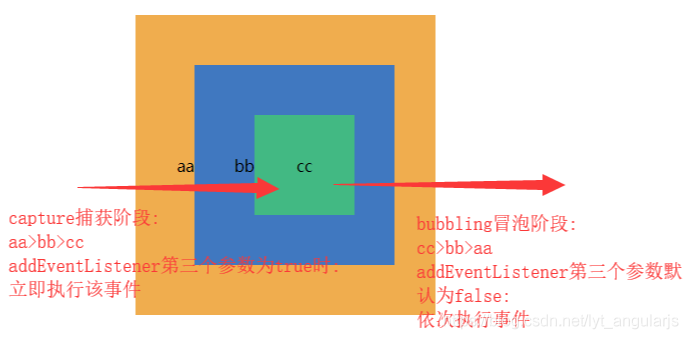 aa
bb
cc
capture捕获阶段:
aa>bb>cc
addEventListener第三个参数为true时:
立即执行该事件
bubbling冒泡阶段:
cc>bb>aa
addEventListener第三个参数默
认为false:
依次执行事件